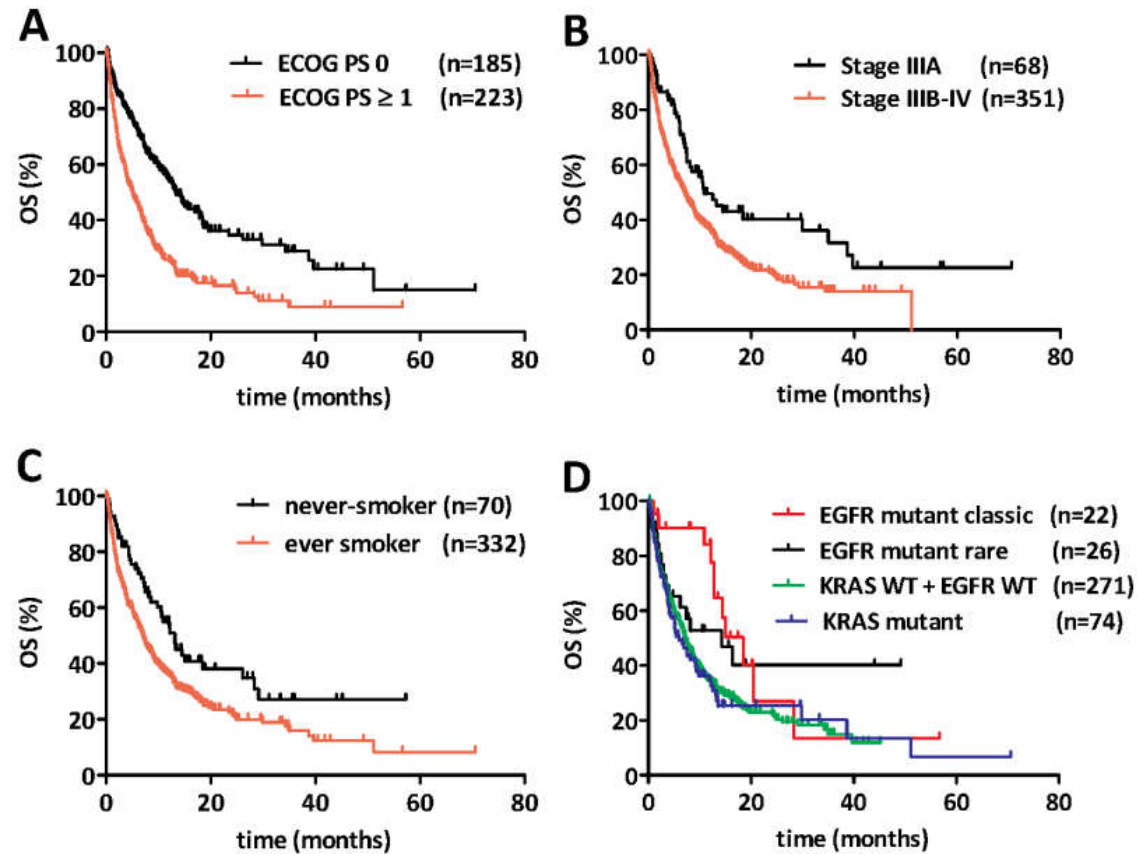 A
ECOG PS 0 (n=185)
ECOG PS ≥ 1 (n=223)
OS (%)
100
80
60
40
20
0
0 20 40 60 80
time (months)
B
Stage IIIA (n=68)
Stage IIIB-IV (n=351)
OS (%)
100
80
60
40
20
0
0 20 40 60 80
time (months)
C
never-smoker (n=70)
ever smoker (n=332)
OS (%)
100
80
60
40
20
0
0 20 40 60 80
time (months)
D
EGFR mutant classic (n=22)
EGFR mutant rare (n=26)
KRAS WT + EGFR WT (n=271)
KRAS mutant (n=74)
OS (%)
100
80
60
40
20
0
0 20 40 60 80
time (months)